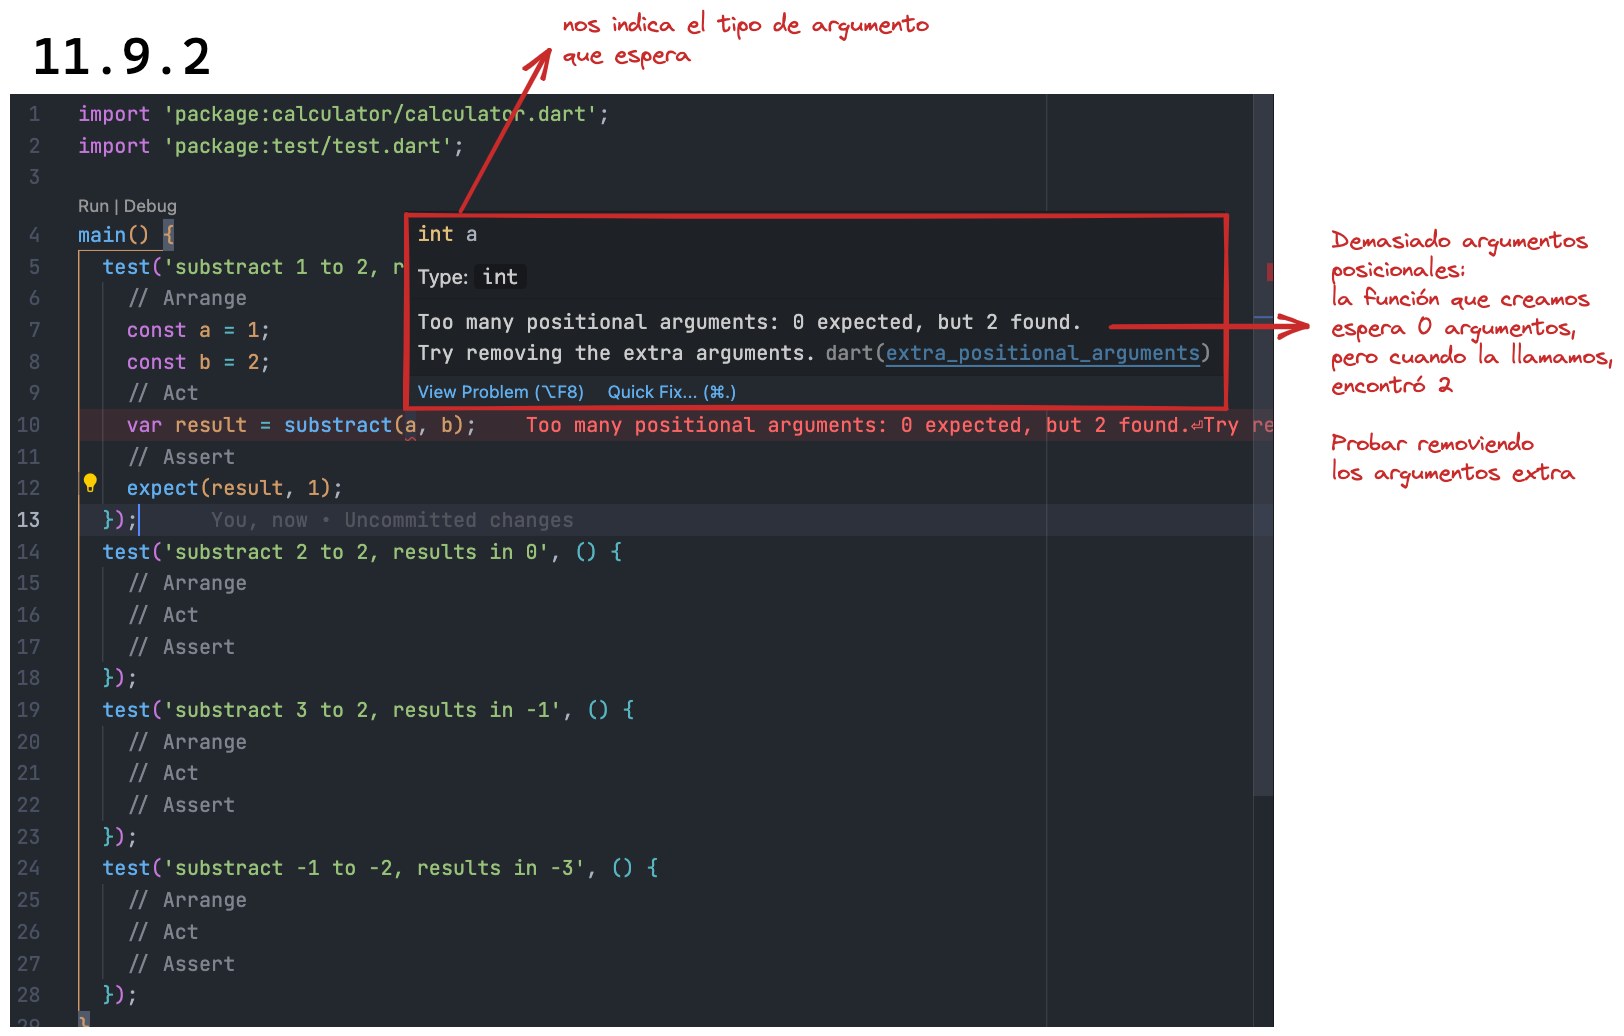 nos indica el tipo de argumento
que espera
11.9.2
1 import 'package:calculator/calculator.dart';
2 import 'package:test/test.dart';
3
Run | Debug
4 main() {
5 test('substract 1 to 2, r
6 // Arrange
7 const a = 1;
8 const b = 2;
9 // Act
10 var result = substract(a, b); Too many positional arguments: 0 expected, but 2 found.⏎Try re
11 // Assert
12 expect(result, 1);
13 }); You, now • Uncommitted changes
14 test('substract 2 to 2, results in 0', () {
15 // Arrange
16 // Act
17 // Assert
18 });
19 test('substract 3 to 2, results in -1', () {
20 // Arrange
21 // Act
22 // Assert
23 });
24 test('substract -1 to -2, results in -3', () {
25 // Arrange
26 // Act
27 // Assert
28 });
29 }
int a
Type: int
Too many positional arguments: 0 expected, but 2 found.
Try removing the extra arguments. dart(extra_positional_arguments)
View Problem (⌥F8) Quick Fix... (⌘.)
Demasiado argumentos
posicionales:
la función que creamos
espera 0 argumentos,
pero cuando la llamamos,
encontró 2
Probar removiendo
los argumentos extra